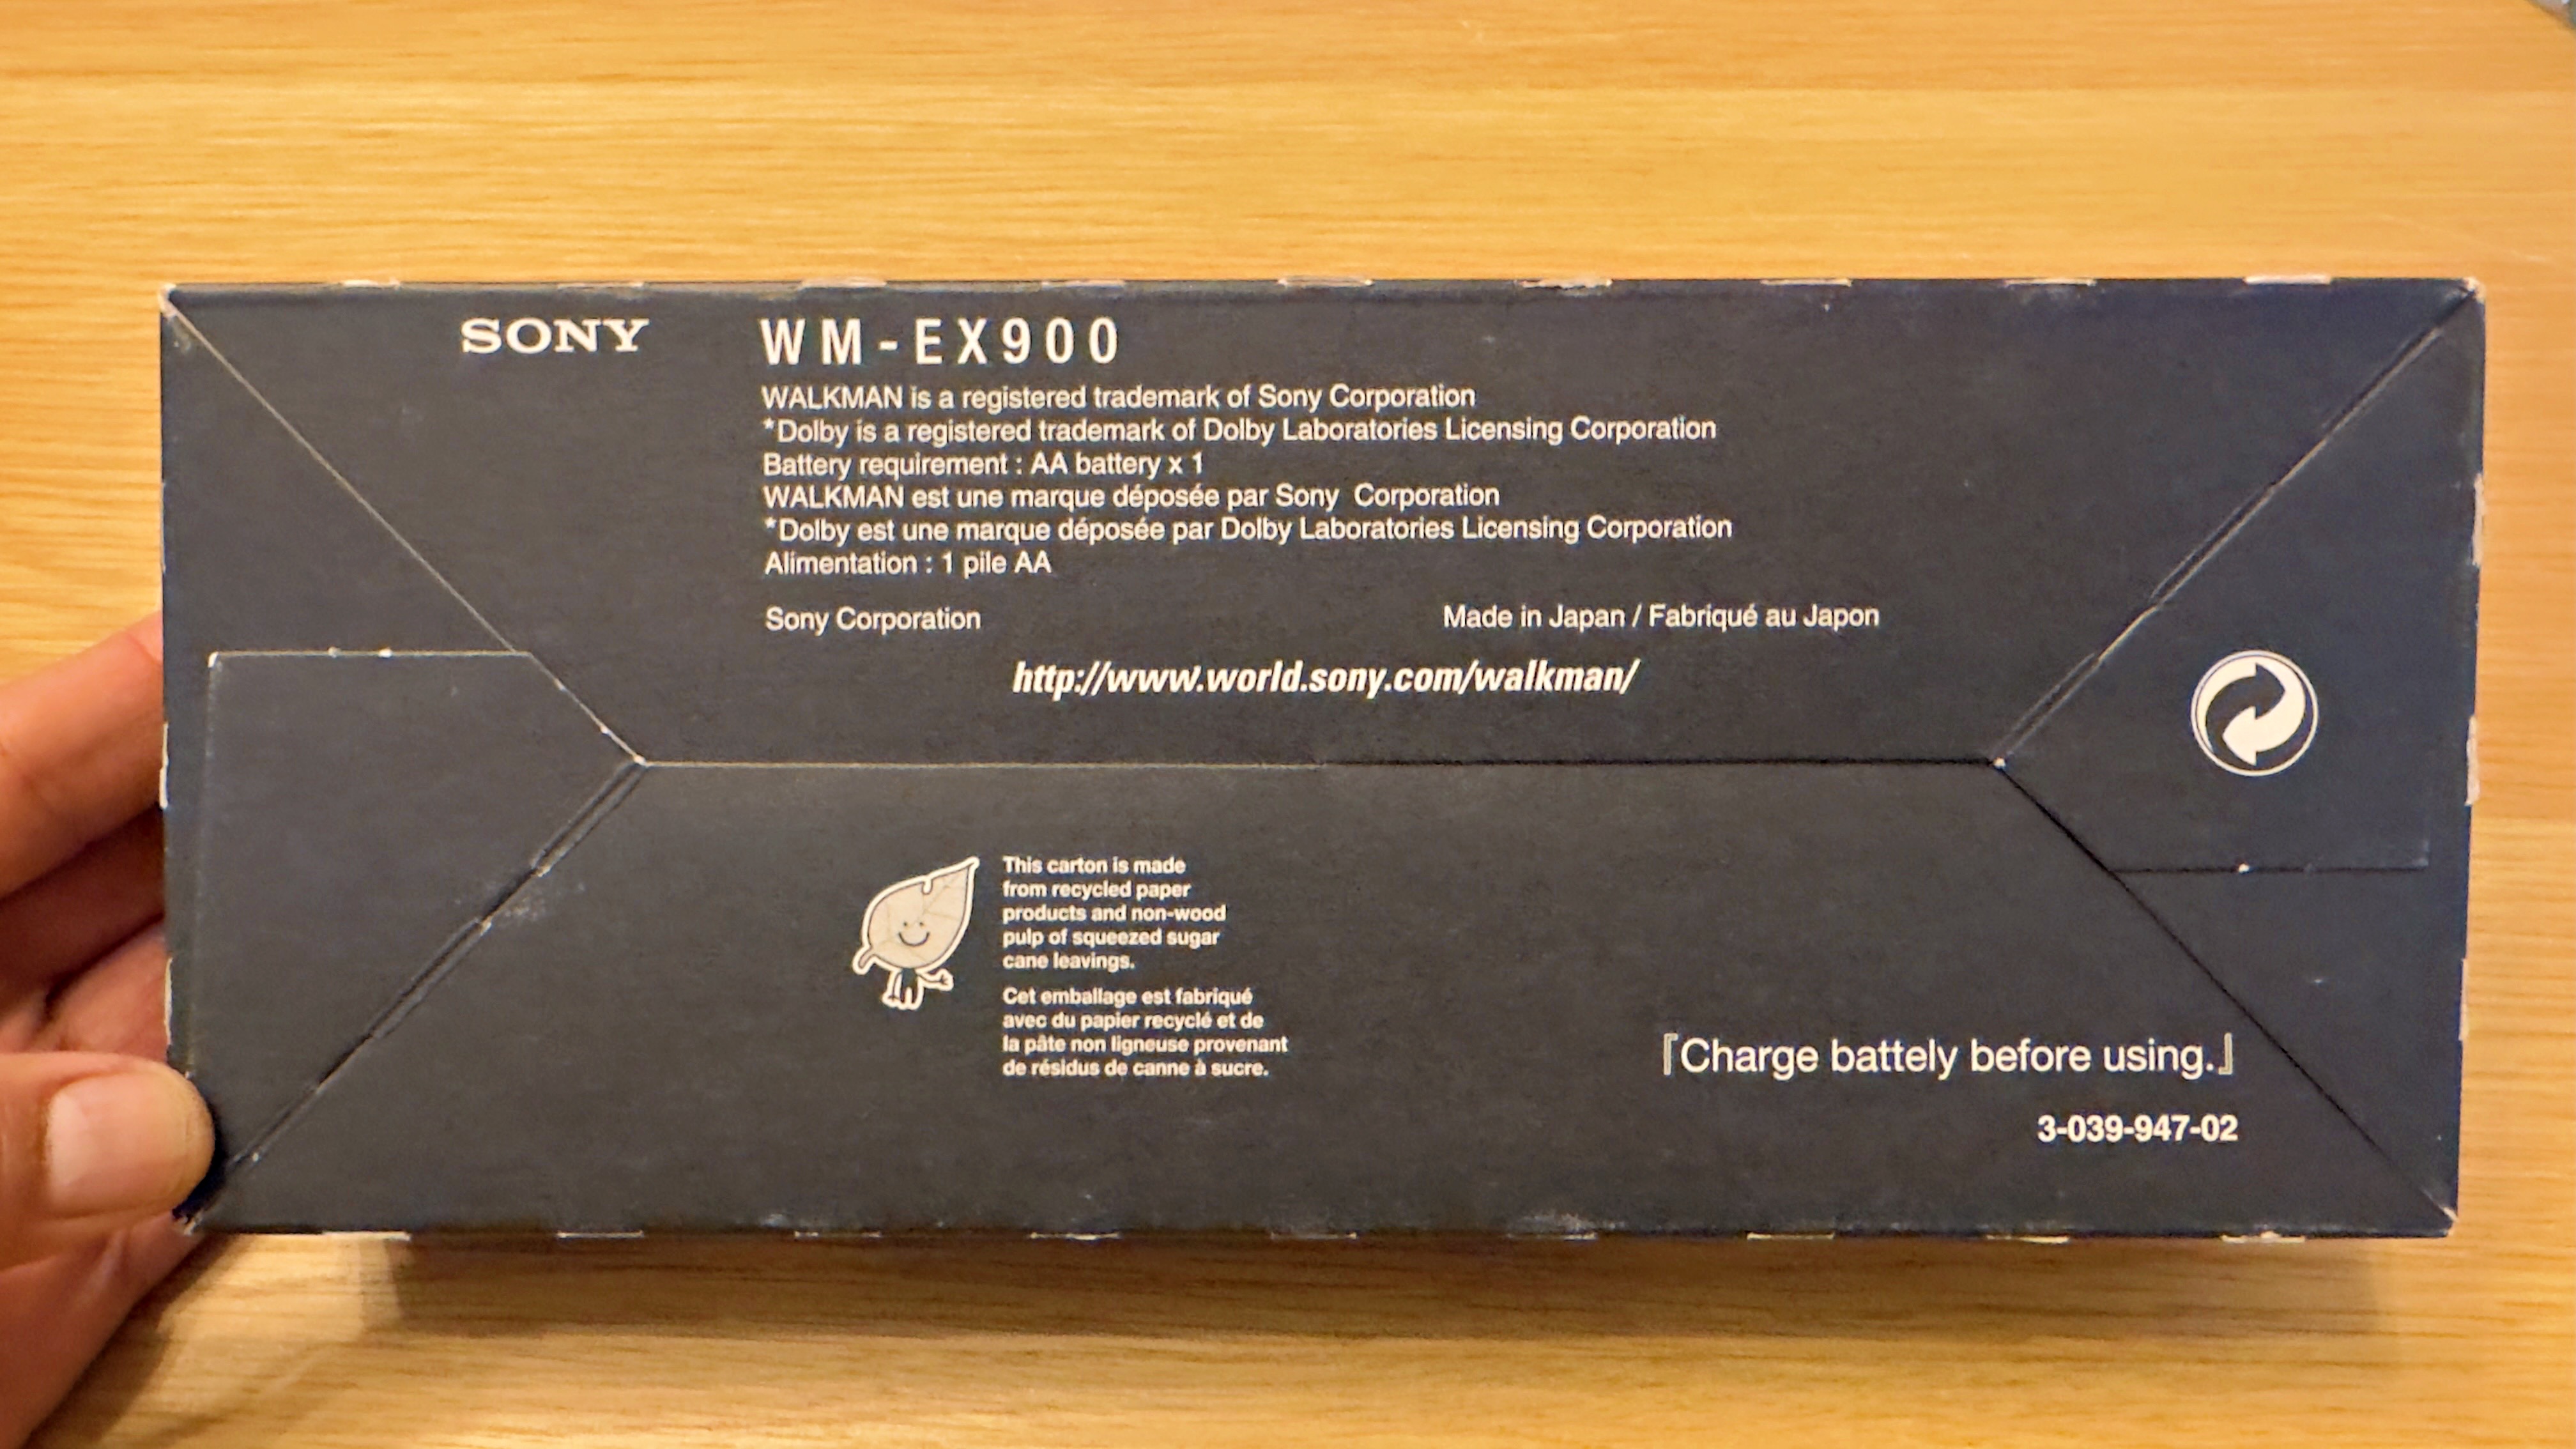 SONY
WM-EX900
WALKMAN is a registered trademark of Sony Corporation
*Dolby is a registered trademark of Dolby Laboratories Licensing Corporation
Battery requirement : AA battery x 1
WALKMAN est une marque déposée par Sony Corporation
*Dolby est une marque déposée par Dolby Laboratories Licensing Corporation
Alimentation : 1 pile AA
Sony Corporation
Made in Japan / Fabriqué au Japon
http://www.world.sony.com/walkman/
This carton is made
from recycled paper
products and non-wood
pulp of squeezed sugar
cane leavings.
Cet emballage est fabriqué
avec du papier recyclé et de
la pâte non ligneuse provenant
de résidus de canne à sucre.
『Charge battely before using.』
3-039-947-02